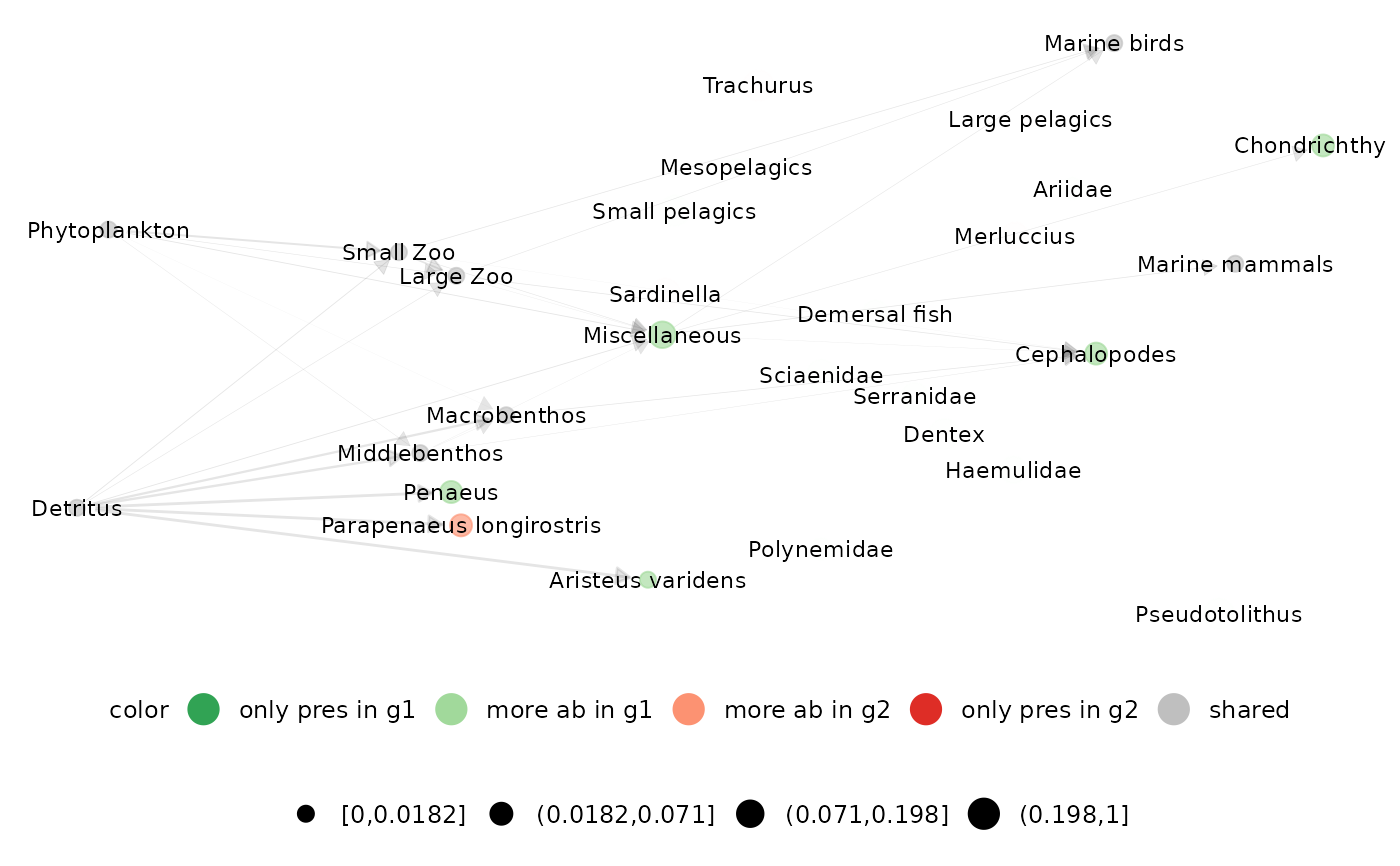 Marine birds
Trachurus
Large pelagics
Chondrichthy
Mesopelagics
Ariidae
Small pelagics
Phytoplankton
Merluccius
Small Zoo
Marine mammals
Large Zoo
Sardinella
Demersal fish
Miscellaneous
Cephalopodes
Sciaenidae
Serranidae
Macrobenthos
Dentex
Middlebenthos
Haemulidae
Penaeus
Detritus
Parapenaeus longirostris
Polynemidae
Aristeus varidens
Pseudotolithus
color only pres in g1 more ab in g1 more ab in g2 only pres in g2 shared
[0,0.0182] (0.0182,0.071] (0.071,0.198] (0.198,1]